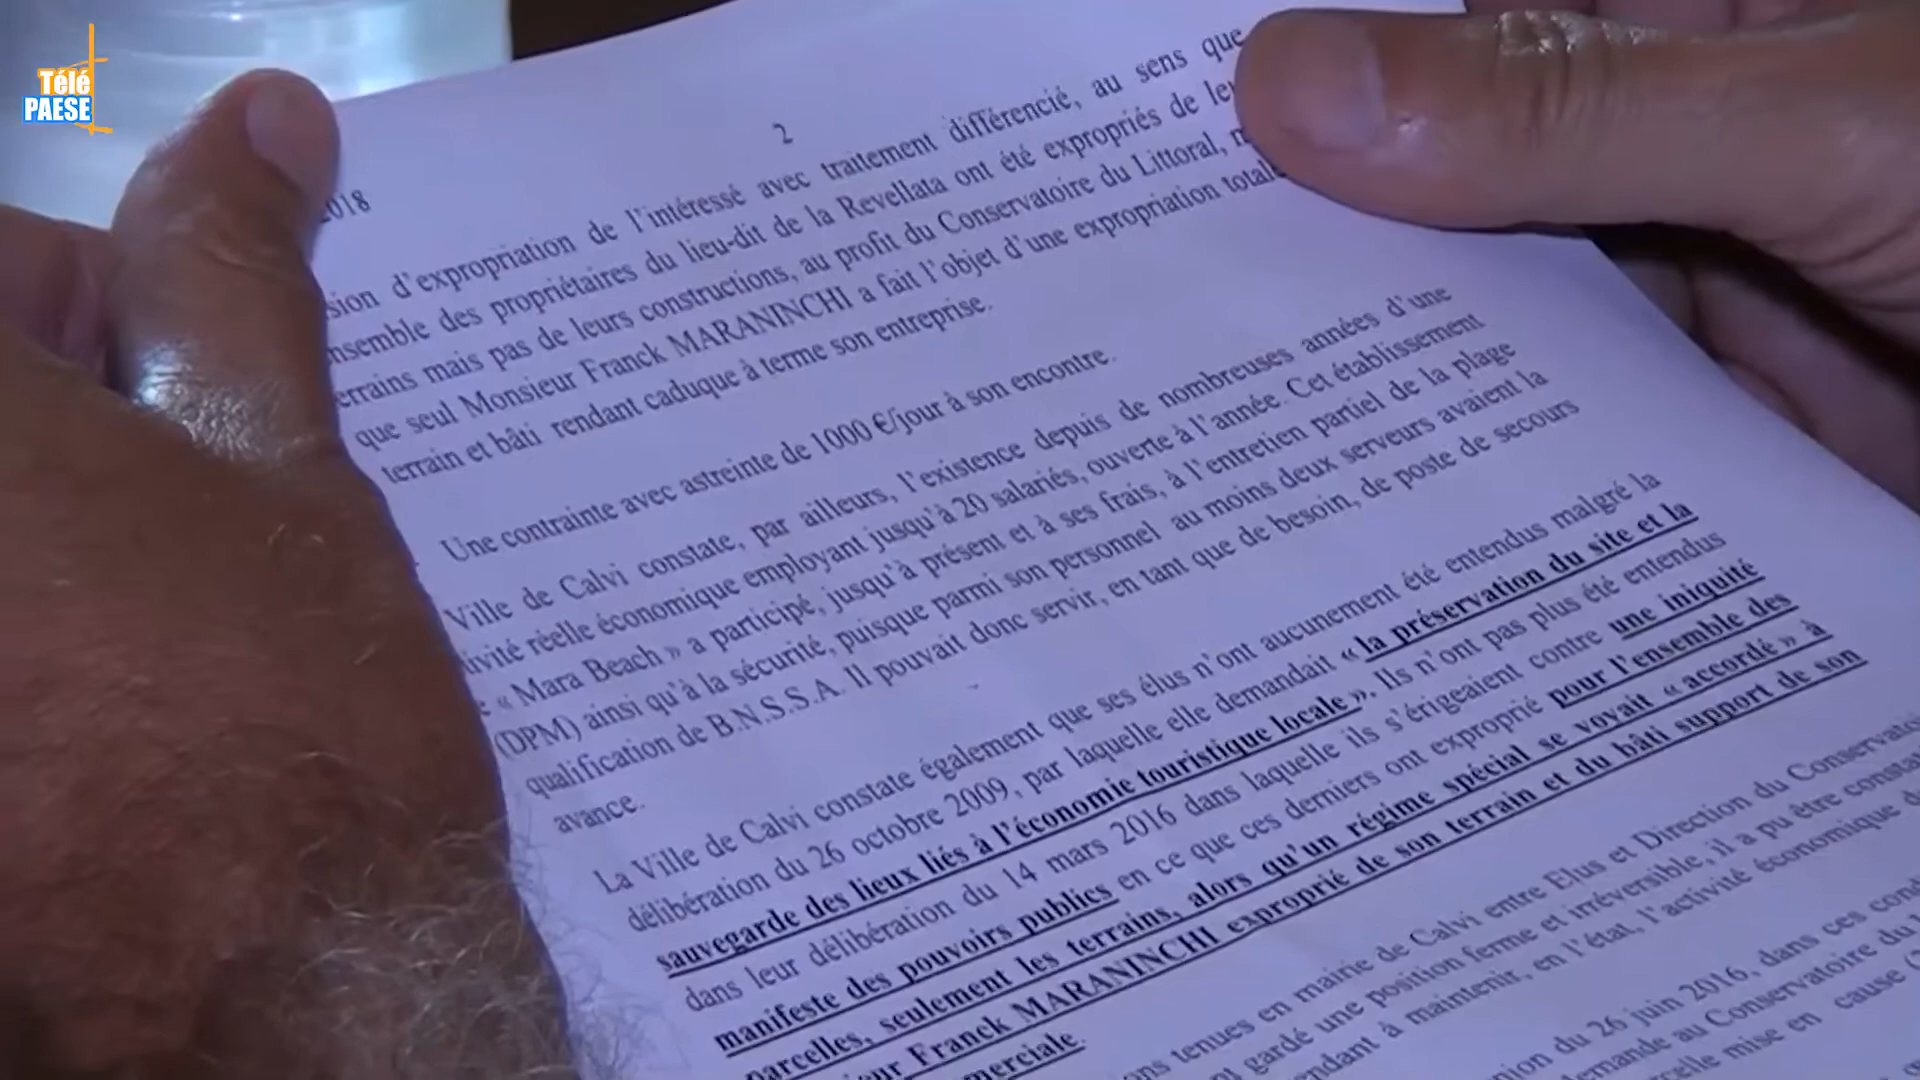 Télé
PAESE
2
2018
sion d'expropriation de l'intéressé avec traitement différencié, au sens que
nsemble des propriétaires du lieu-dit de la Revellata ont été expropriés de leu
errains mais pas de leurs constructions, au profit du Conservatoire du Littoral,
que seul Monsieur Franck MARANINCHI a fait l'objet d'une expropriation totale
terrain et bâti rendant caduque à terme son entreprise.
Une contrainte avec astreinte de 1000 €/jour à son encontre.
Ville de Calvi constate, par ailleurs, l'existence depuis de nombreuses années d'une
ivité réelle économique employant jusqu'à 20 salariés, ouverte à l'année. Cet établissement
« Mara Beach » a participé, jusqu'à présent et à ses frais, à l'entretien partiel de la plage
(DPM) ainsi qu'à la sécurité, puisque parmi son personnel au moins deux serveurs avaient la
qualification de B.N.S.S.A. Il pouvait donc servir, en tant que de besoin, de poste de secours
avance.
La Ville de Calvi constate également que ses élus n'ont aucunement été entendus malgré la
délibération du 26 octobre 2009, par laquelle elle demandait « la préservation du site et la
sauvegarde des lieux liés à l'économie touristique locale ». Ils n'ont pas plus été entendus
dans leur délibération du 14 mars 2016 dans laquelle ils s'érigeaient contre une iniquité
manifeste des pouvoirs publics en ce que ces derniers ont exproprié pour l'ensemble des
parcelles, seulement les terrains, alors qu'un régime spécial se voyait « accordé » à
eur Franck MARANINCHI exproprié de son terrain et du bâti support de son
merciale.
ons tenues en mairie de Calvi entre Elus et Direction du Conservatoi
gardé une position ferme et irréversible, il a pu être consta
endant à maintenir, en l'état, l'activité économique d
nion du 26 juin 2016, dans ces cond
demande au Conservatoire du
rcelle mise en cause